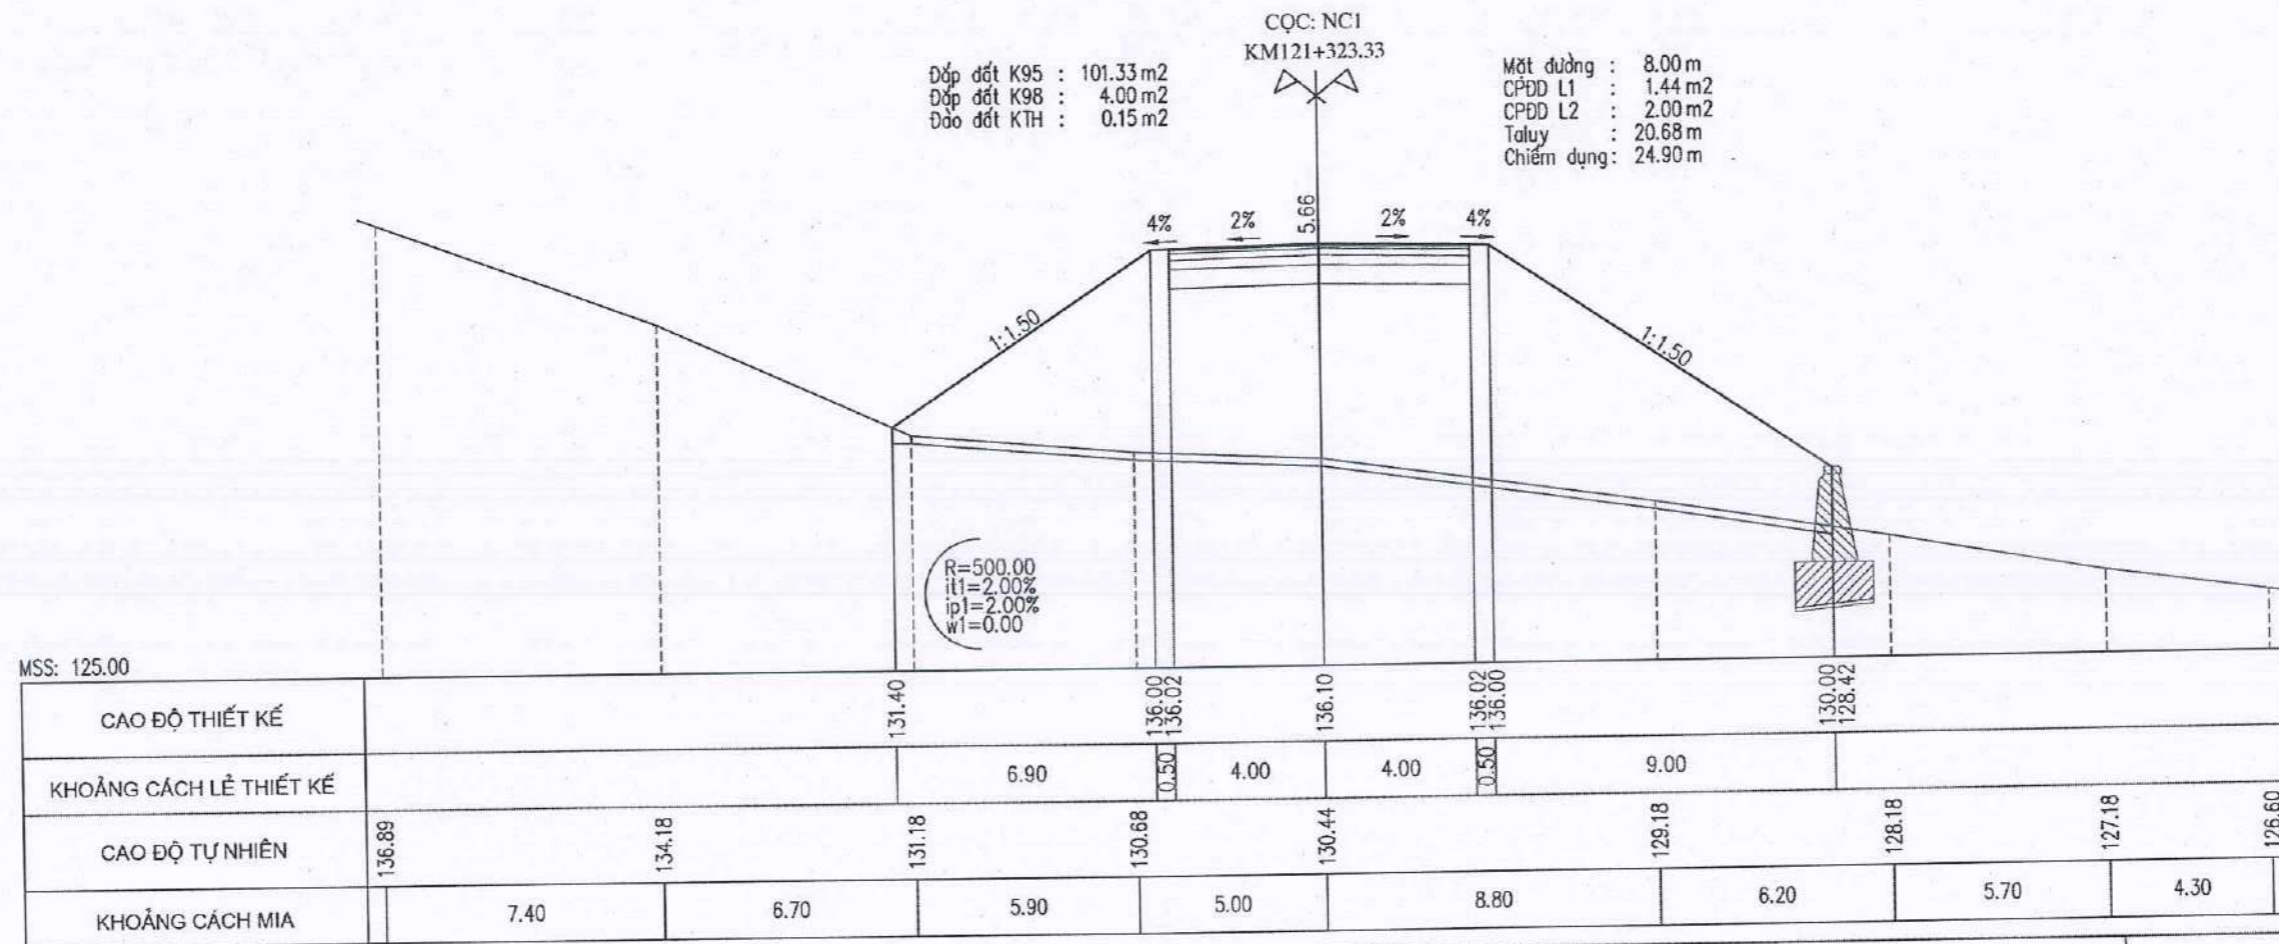 CỌC: NC1
KM121+323.33
Đắp đất K95 : 101.33 m2
Đắp đất K98 : 4.00 m2
Đào đất KTH : 0.15 m2
Mặt đường : 8.00 m
CPĐD L1 : 1.44 m2
CPĐD L2 : 2.00 m2
Taluy : 20.68 m
Chiếm dụng: 24.90 m
4% 2% 5.66 2% 4%
1:1.50 1:1.50
R=500.00
it1=2.00%
ip1=2.00%
w1=0.00
MSS: 125.00
CAO ĐỘ THIẾT KẾ 131.40 136.00 136.02 136.10 136.02 136.00 130.00 128.42
KHOẢNG CÁCH LẺ THIẾT KẾ 6.90 0.50 4.00 4.00 0.50 9.00
CAO ĐỘ TỰ NHIÊN 136.89 134.18 131.18 130.68 130.44 129.18 128.18 127.18 126.60
KHOẢNG CÁCH MIA 7.40 6.70 5.90 5.00 8.80 6.20 5.70 4.30